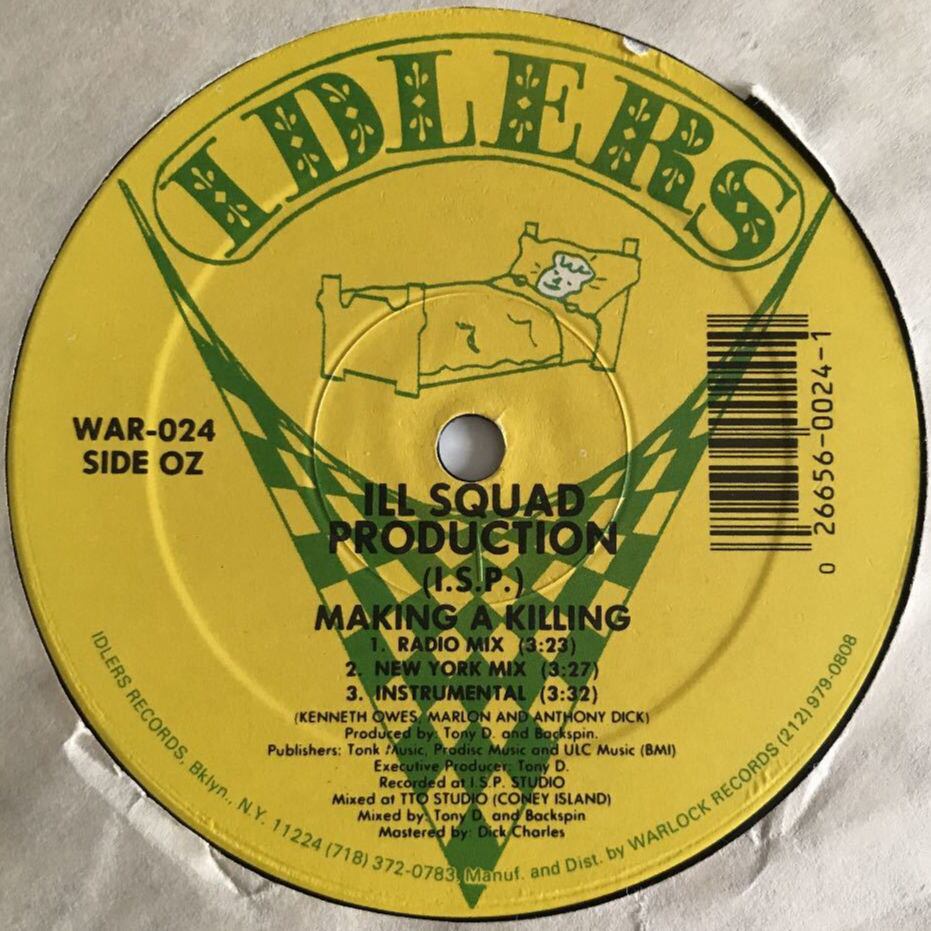 IDLERS
WAR-024
SIDE OZ
0 26656-0024-1
ILL SQUAD
PRODUCTION
(I.S.P.)
MAKING A KILLING
1. RADIO MIX (3:23)
2. NEW YORK MIX (3:27)
3. INSTRUMENTAL (3:32)
(KENNETH OWES, MARLON AND ANTHONY DICK)
Produced by: Tony D. and Backspin.
Publishers: Tonk Music, Prodisc Music and ULC Music (BMI)
Executive Producer: Tony D.
Recorded at I.S.P. STUDIO
Mixed at TTO STUDIO (CONEY ISLAND)
Mixed by: Tony D. and Backspin
Mastered by: Dick Charles
IDLERS RECORDS, Bklyn., N.Y. 11224 (718) 372-0783, Manuf. and Dist. by WARLOCK RECORDS (212) 979-0808